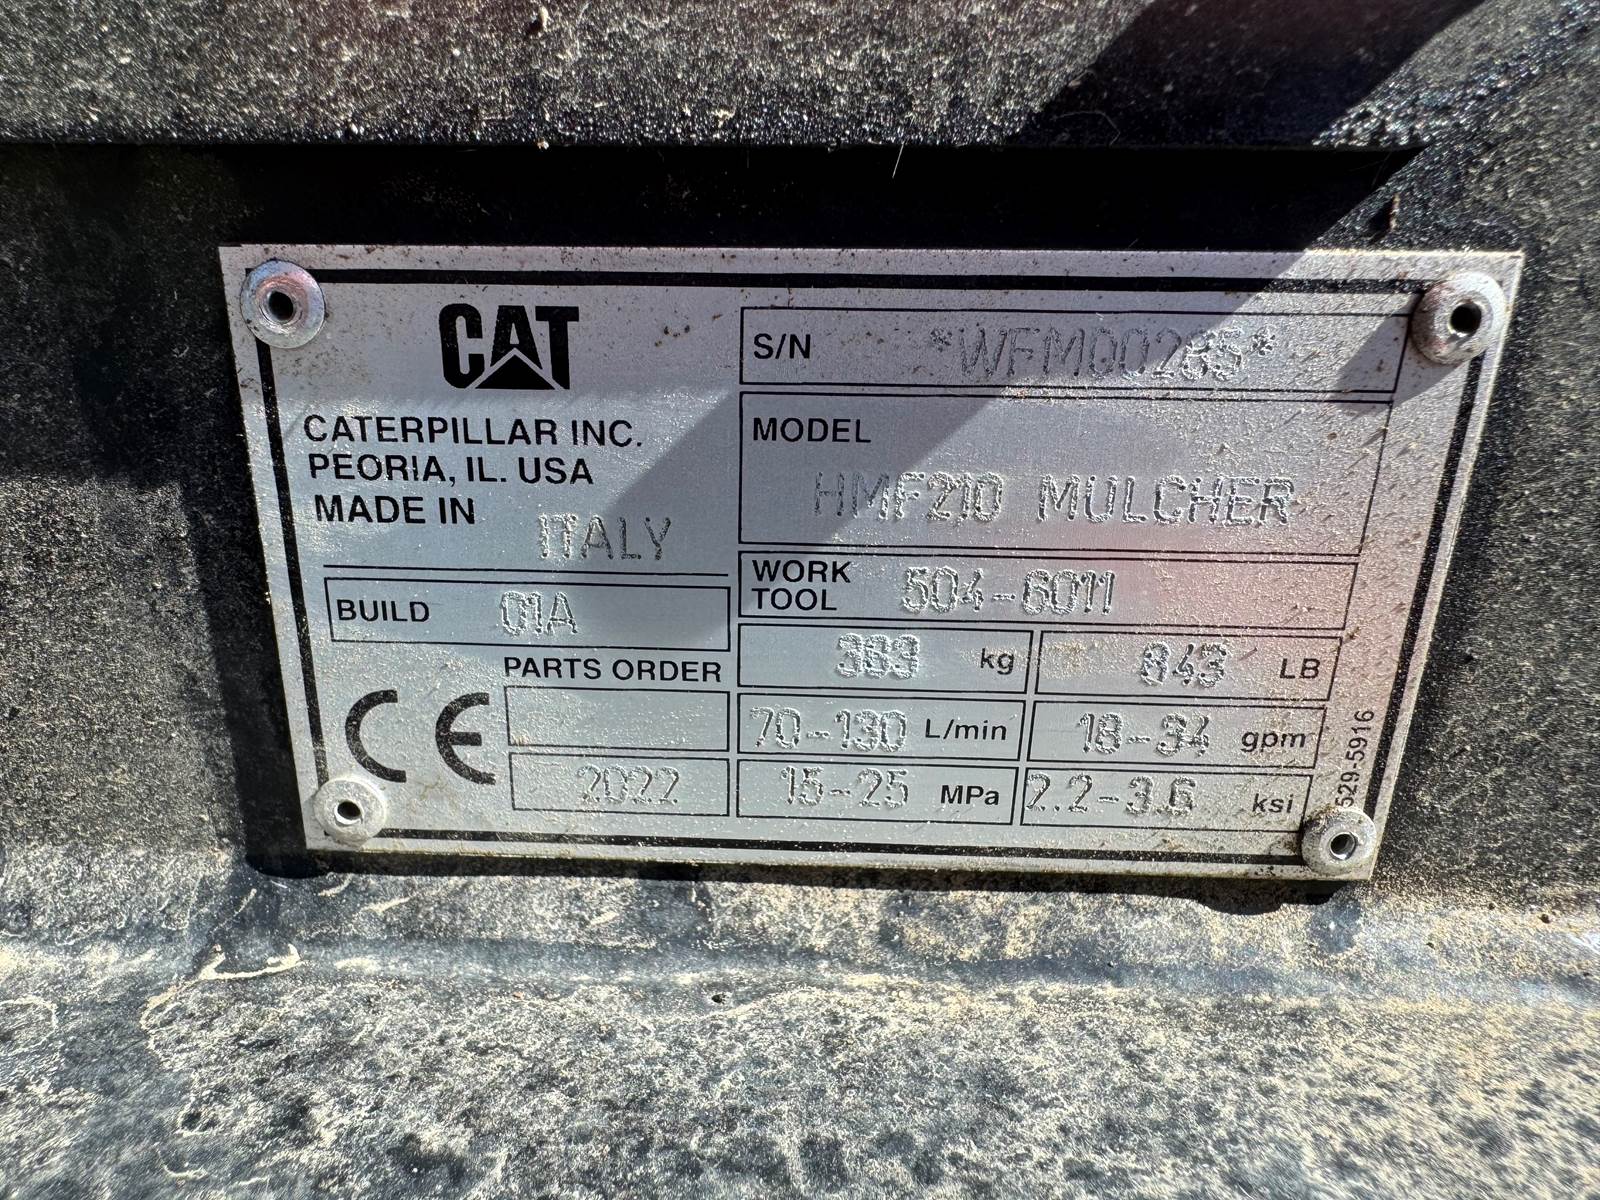 CAT
CATERPILLAR INC.
PEORIA, IL. USA
MADE IN ITALY
BUILD 01A
PARTS ORDER
CE
2022
S/N *WFM00285*
MODEL
HMF210 MULCHER
WORK TOOL 504-6011
383 kg 843 LB
70-130 L/min 18-34 gpm
15-25 MPa 2.2-3.6 ksi
529-5916